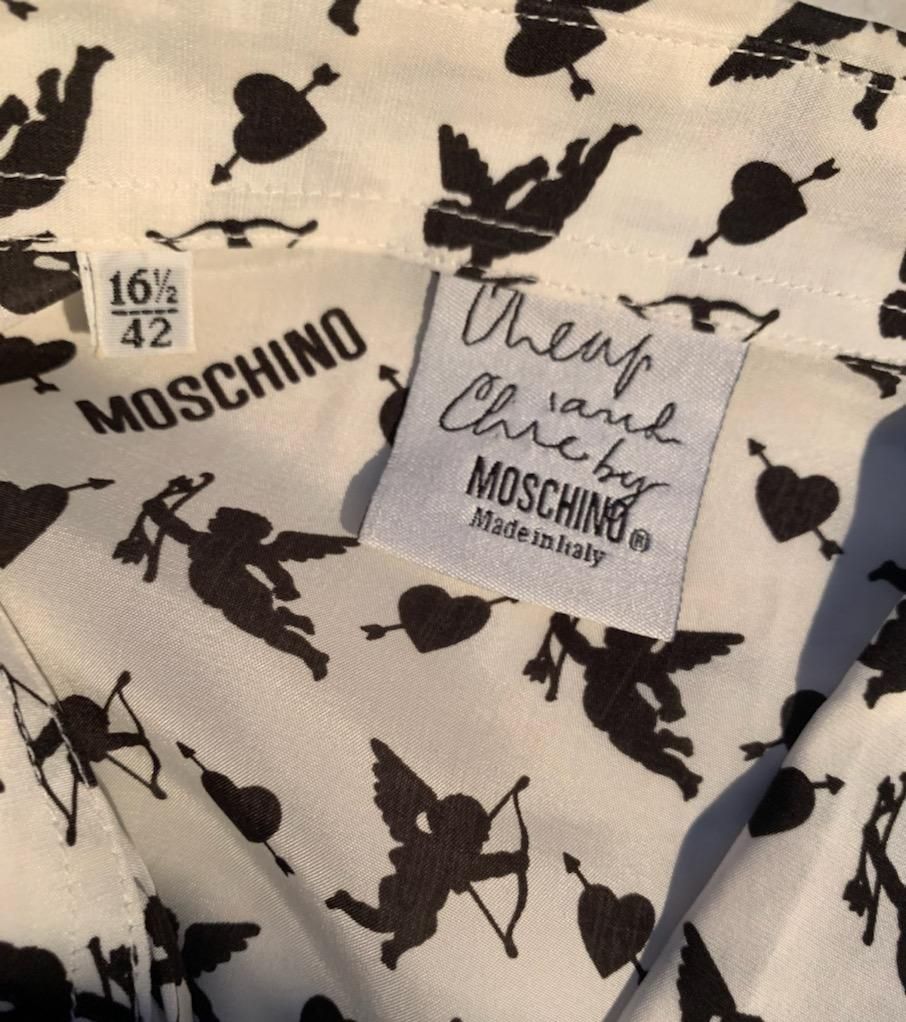 16½
42
MOSCHINO
Cheap
and
Chic by
MOSCHINO®
Made in Italy